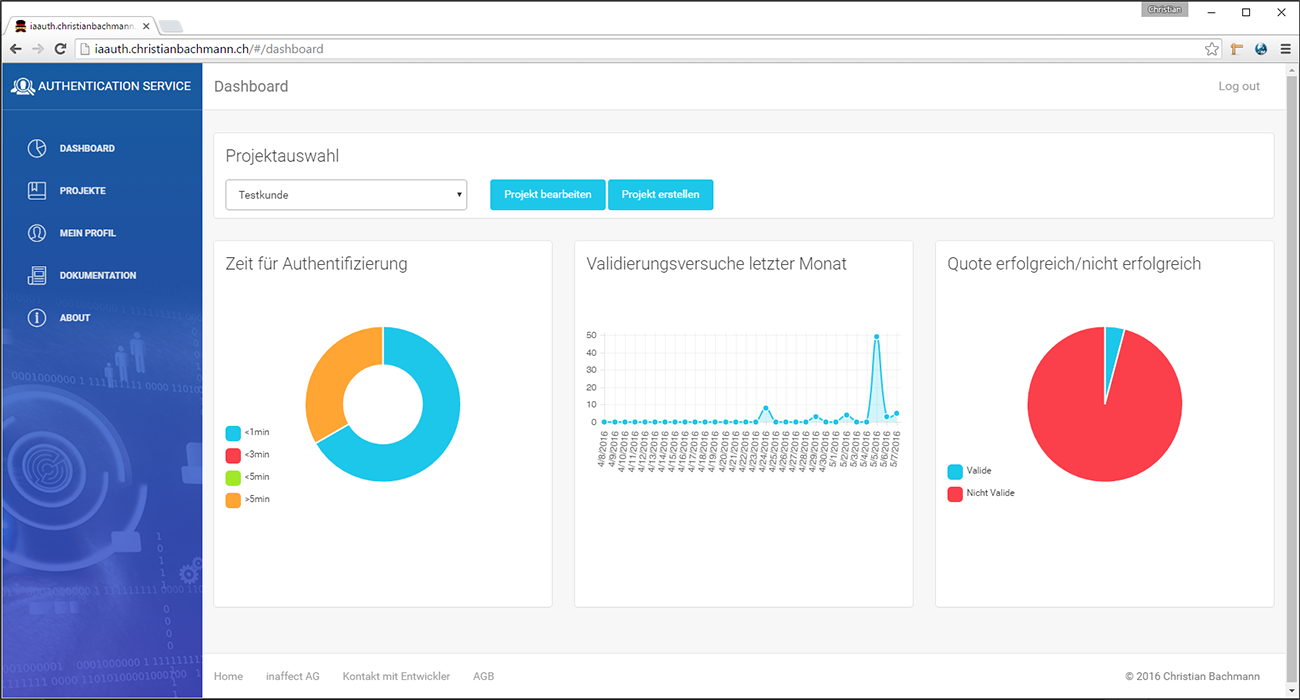 Christian
iaauth.christianbachmann.
iaauth.christianbachmann.ch/#/dashboard
AUTHENTICATION SERVICE
Dashboard
Log out
DASHBOARD
PROJEKTE
MEIN PROFIL
DOKUMENTATION
ABOUT
Projektauswahl
Testkunde
Projekt bearbeiten
Projekt erstellen
Zeit für Authentifizierung
<1min
<3min
<5min
>5min
Validierungsversuche letzter Monat
50
40
30
20
10
0
4/8/2016
4/9/2016
4/10/2016
4/11/2016
4/12/2016
4/13/2016
4/14/2016
4/15/2016
4/16/2016
4/17/2016
4/18/2016
4/19/2016
4/20/2016
4/21/2016
4/22/2016
4/23/2016
4/24/2016
4/25/2016
4/26/2016
4/27/2016
4/28/2016
4/29/2016
4/30/2016
5/1/2016
5/2/2016
5/3/2016
5/4/2016
5/5/2016
5/6/2016
5/7/2016
Quote erfolgreich/nicht erfolgreich
Valide
Nicht Valide
Home
inaffect AG
Kontakt mit Entwickler
AGB
© 2016 Christian Bachmann